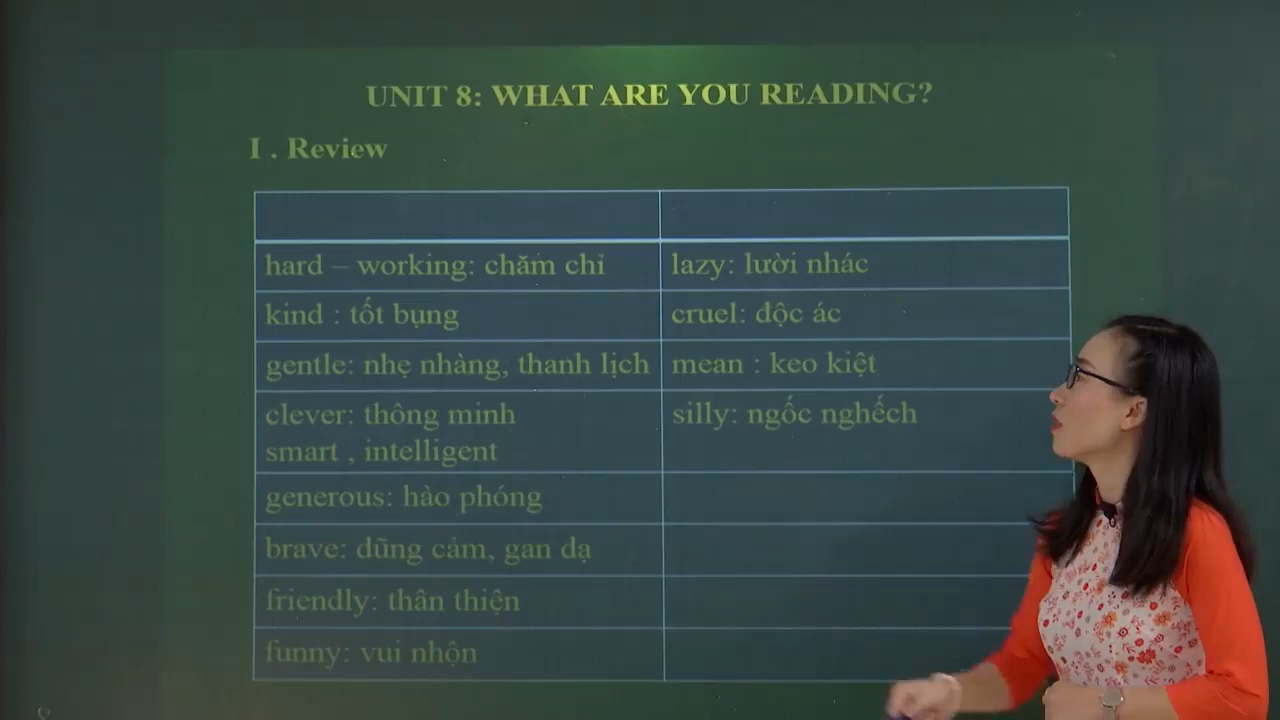 UNIT 8: WHAT ARE YOU READING?
I . Review
hard – working: chăm chỉ
lazy: lười nhác
kind : tốt bụng
cruel: độc ác
gentle: nhẹ nhàng, thanh lịch
mean : keo kiệt
clever: thông minh
smart , intelligent
silly: ngốc nghếch
generous: hào phóng
brave: dũng cảm, gan dạ
friendly: thân thiện
funny: vui nhộn